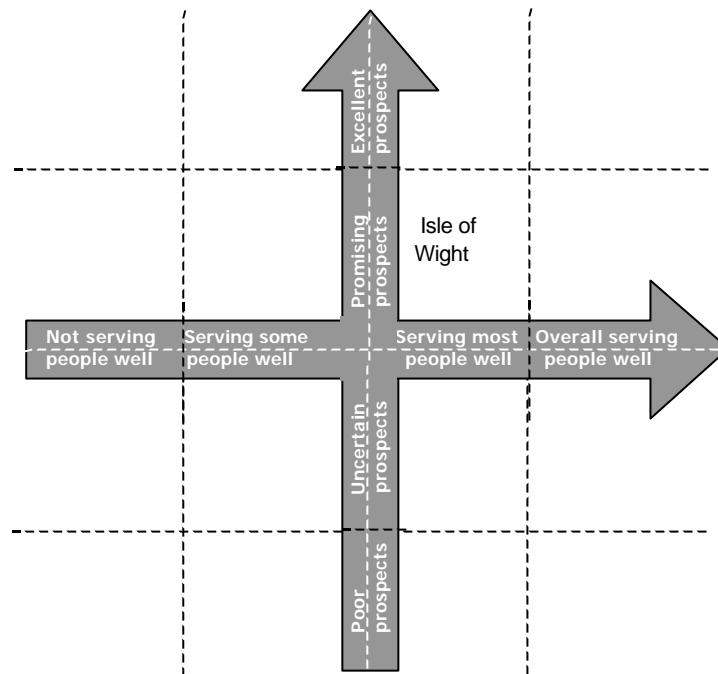 Excellent
prospects
Promising
prospects
Isle of
Wight
Not serving
people well
Serving some
people well
Serving most
people well
Overall serving
people well
Uncertain
prospects
Poor
prospects